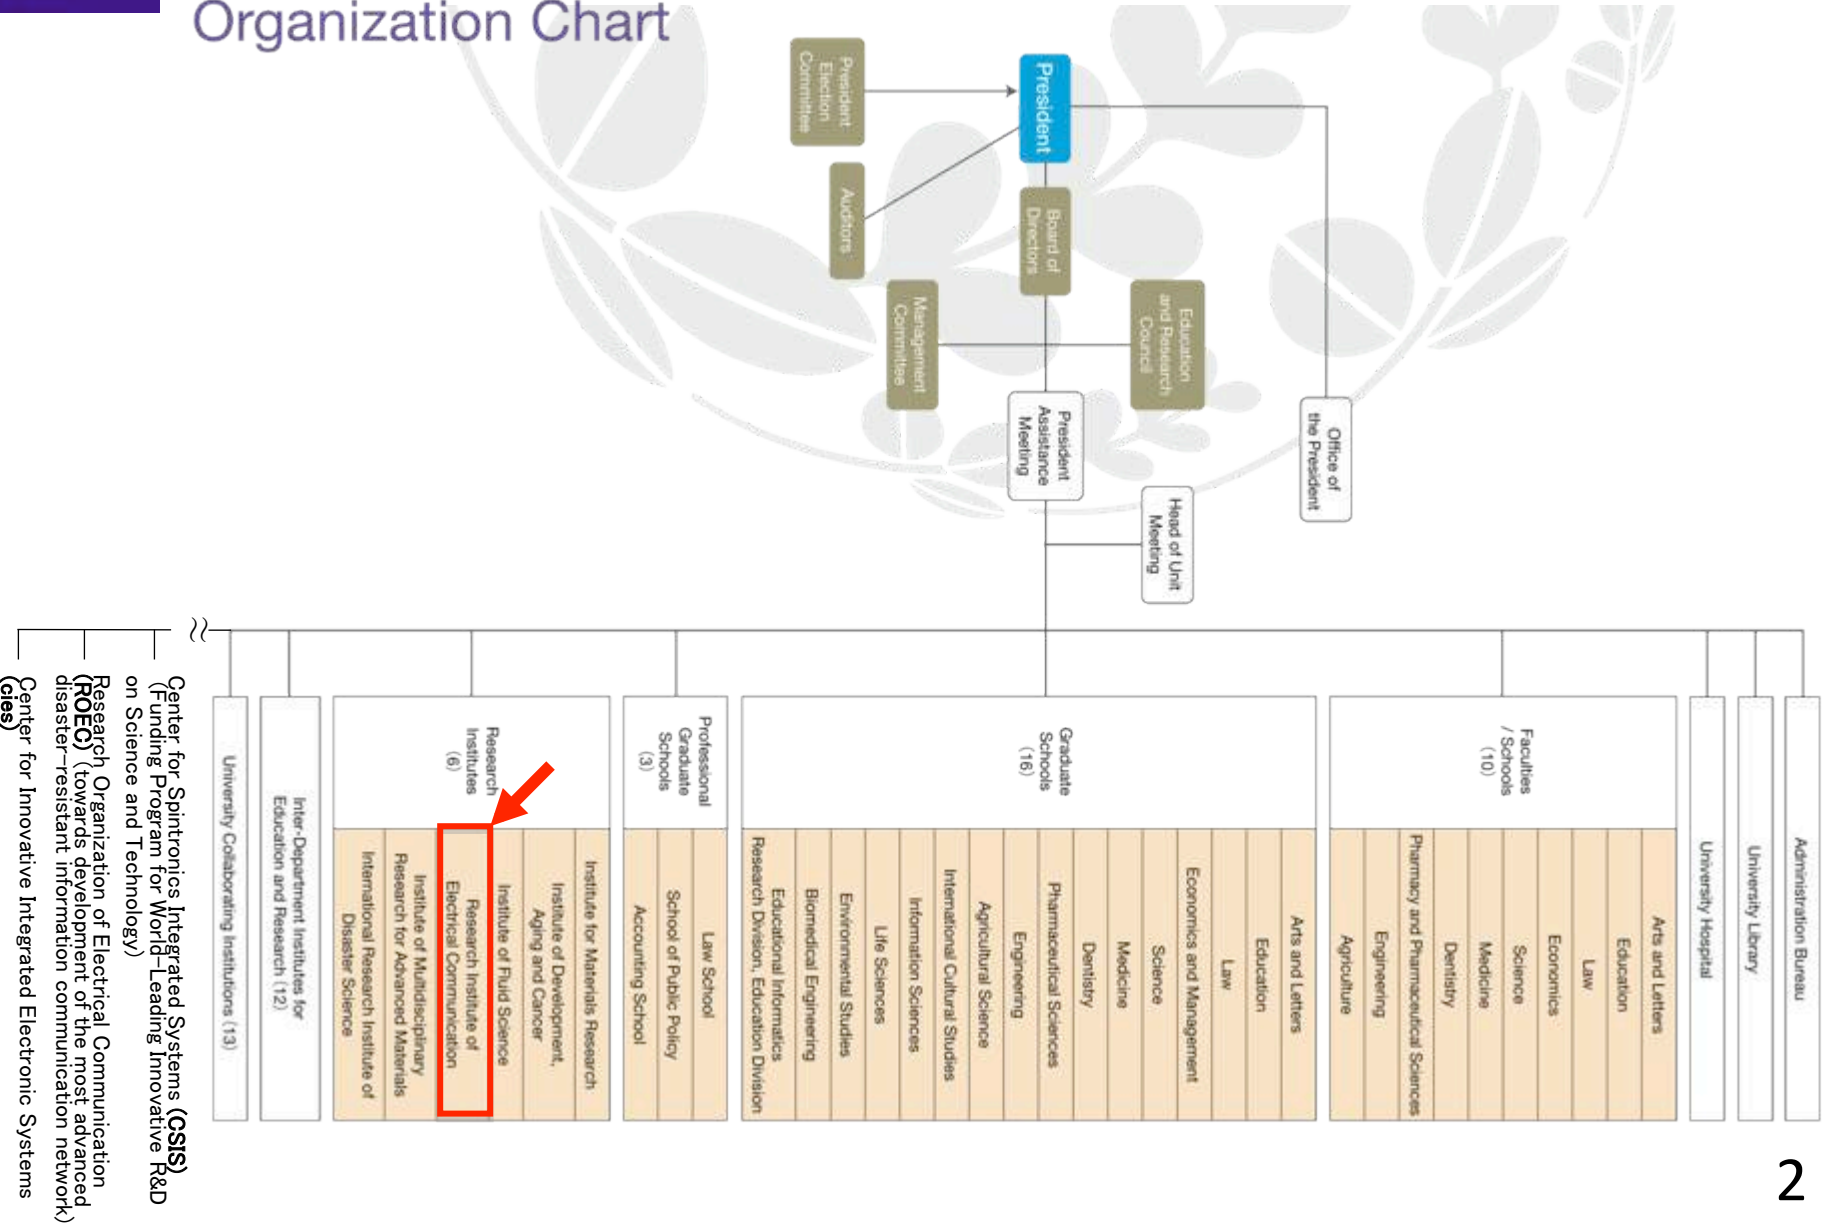 Organization Chart
President
President
Election
Committee
Auditors
Board of
Directors
Education
and Research
Council
Management
Committee
President
Assistance
Meeting
Office of
the President
Head of Unit
Meeting
Administration Bureau
University Library
University Hospital
Faculties
/ Schools
(10)
Arts and Letters
Education
Law
Economics
Science
Medicine
Dentistry
Pharmacy and Pharmaceutical Sciences
Engineering
Agriculture
Graduate
Schools
(16)
Arts and Letters
Education
Law
Economics and Management
Science
Medicine
Dentistry
Pharmaceutical Sciences
Engineering
Agricultural Science
International Cultural Studies
Information Sciences
Life Sciences
Environmental Studies
Biomedical Engineering
Educational Informatics
Research Division, Education Division
Professional
Graduate
Schools
(3)
Law School
School of Public Policy
Accounting School
Research
Institutes
(6)
Institute for Materials Research
Institute of Development,
Aging and Cancer
Institute of Fluid Science
Research Institute of
Electrical Communication
Institute of Multidisciplinary
Research for Advanced Materials
International Research Institute of
Disaster Science
Inter-Department Institutes for
Education and Research (12)
University Collaborating Institutions (13)
Center for Spintronics Integrated Systems (CSIS)
(Funding Program for World-Leading Innovative R&D
on Science and Technology)
Research Organization of Electrical Communication
(ROEC) (towards development of the most advanced
disaster-resistant information communication network)
Center for Innovative Integrated Electronic Systems
(cies)
2